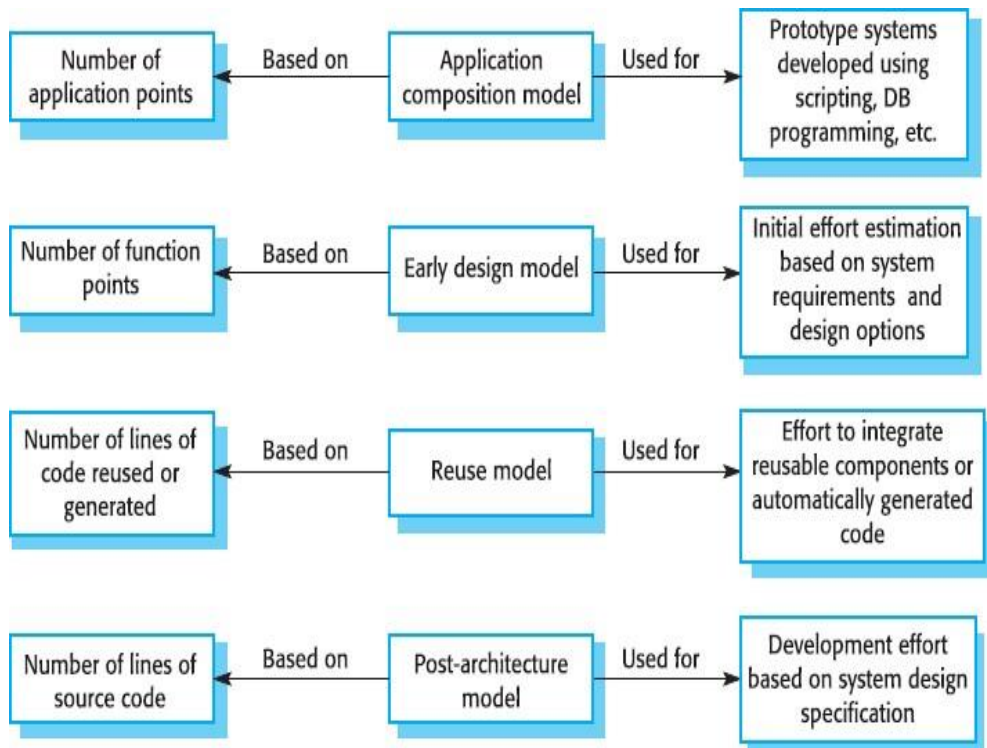 Number of
application points
Based on
Application
composition model
Used for
Prototype systems
developed using
scripting, DB
programming, etc.
Number of function
points
Based on
Early design model
Used for
Initial effort estimation
based on system
requirements and
design options
Number of lines of
code reused or
generated
Based on
Reuse model
Used for
Effort to integrate
reusable components or
automatically generated
code
Number of lines of
source code
Based on
Post-architecture
model
Used for
Development effort
based on system design
specification